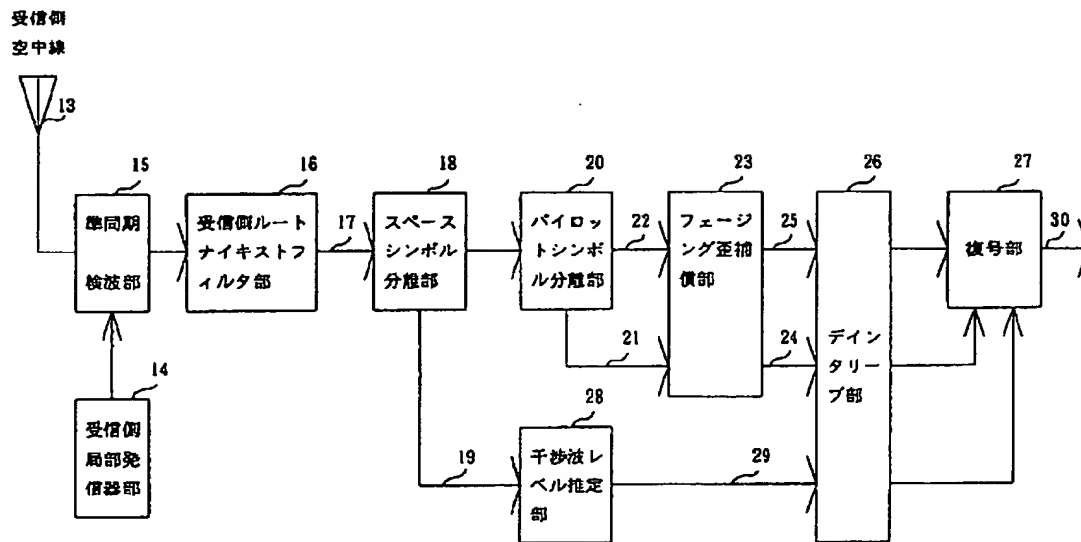 受信側
空中線
13
15
準同期
検波部
14
受信側
局部発
信器部
16
受信側ルート
ナイキストフ
ィルタ部
17
18
スペース
シンボル
分離部
19
20
パイロッ
トシンボ
ル分離部
22
21
23
フェージ
ング歪補
償部
25
24
28
干渉波レ
ベル推定
部
29
26
デイン
タリー
ブ部
27
復号部
30